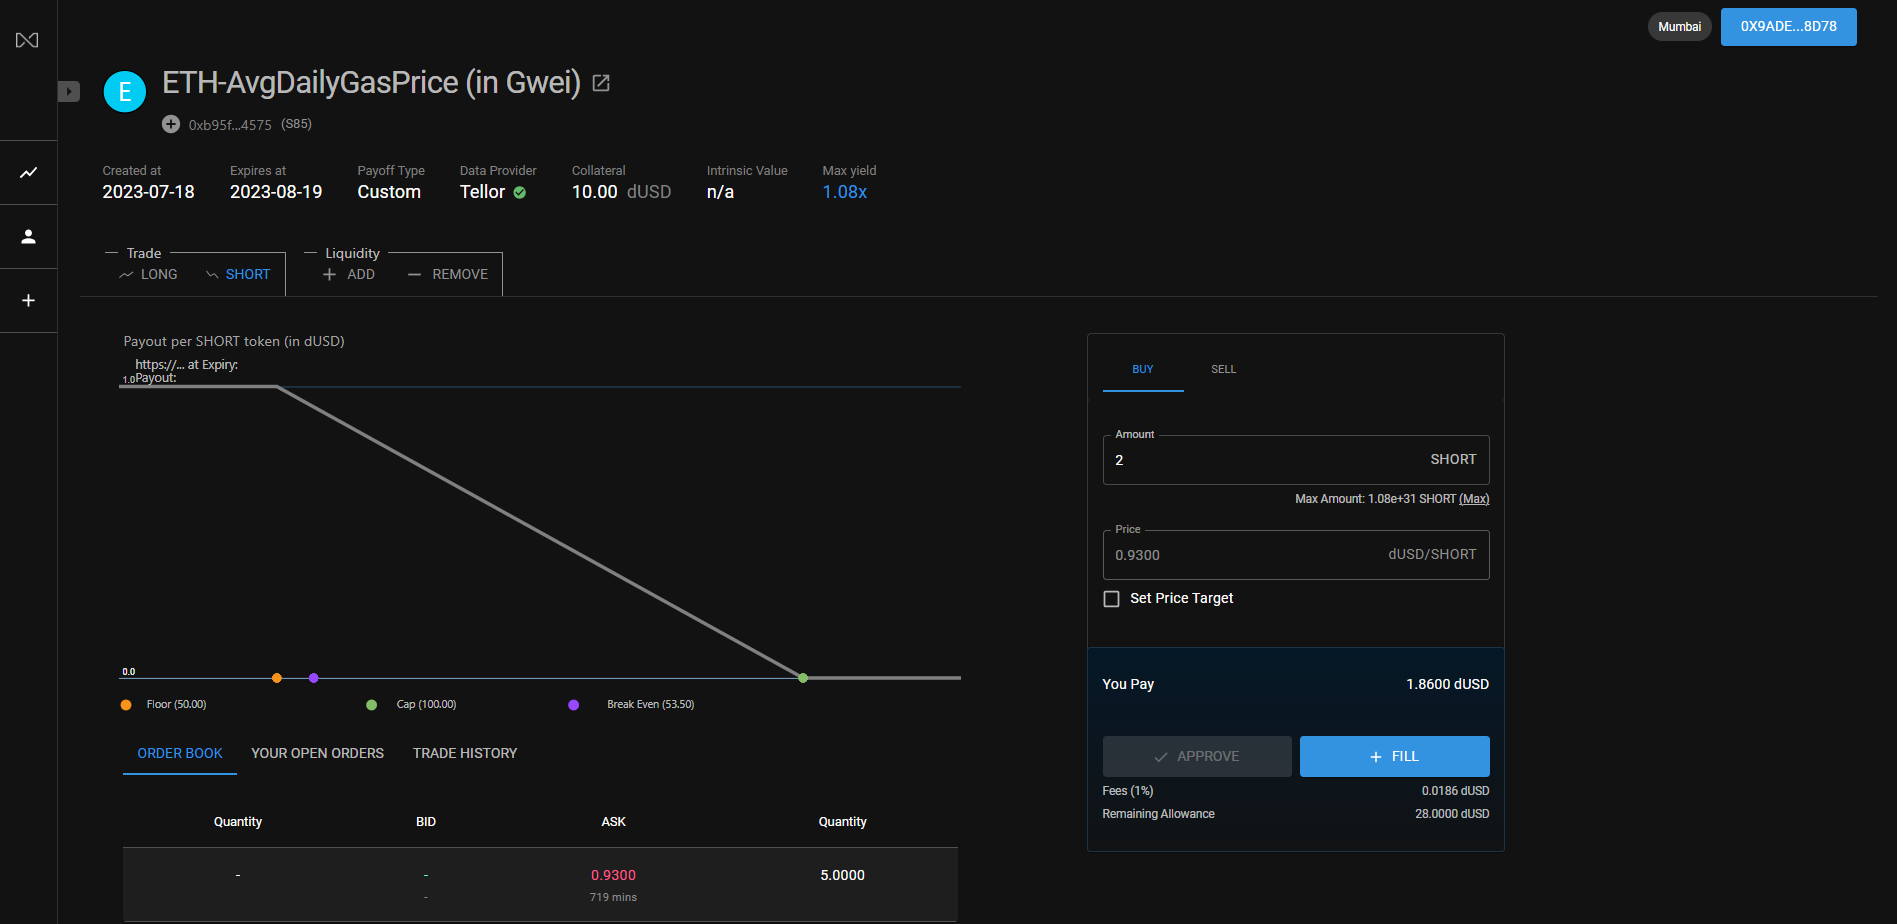 Mumbai
0X9ADE...8D78
E
ETH-AvgDailyGasPrice (in Gwei)
0xb95f...4575 (S85)
Created at Expires at Payoff Type Data Provider Collateral Intrinsic Value Max yield
2023-07-18 2023-08-19 Custom Tellor 10.00 dUSD n/a 1.08x
Trade Liquidity
LONG SHORT ADD REMOVE
Payout per SHORT token (in dUSD)
https://... at Expiry:
1.0 Payout:
0.0
Floor (50.00) Cap (100.00) Break Even (53.50)
ORDER BOOK YOUR OPEN ORDERS TRADE HISTORY
Quantity BID ASK Quantity
- - 0.9300 5.0000
- 719 mins
BUY SELL
Amount
2 SHORT
Max Amount: 1.08e+31 SHORT (Max)
Price
0.9300 dUSD/SHORT
Set Price Target
You Pay 1.8600 dUSD
APPROVE FILL
Fees (1%) 0.0186 dUSD
Remaining Allowance 28.0000 dUSD